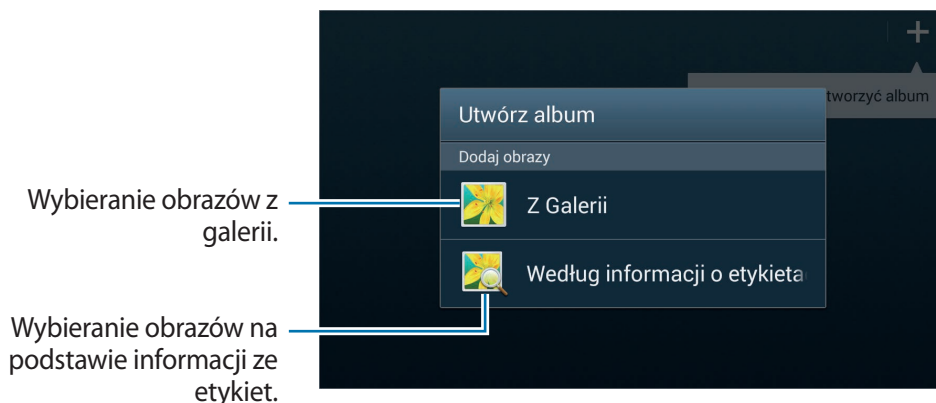 tworzyć album
Utwórz album
Dodaj obrazy
Wybieranie obrazów z
galerii.
Z Galerii
Według informacji o etykieta
Wybieranie obrazów na
podstawie informacji ze
etykiet.